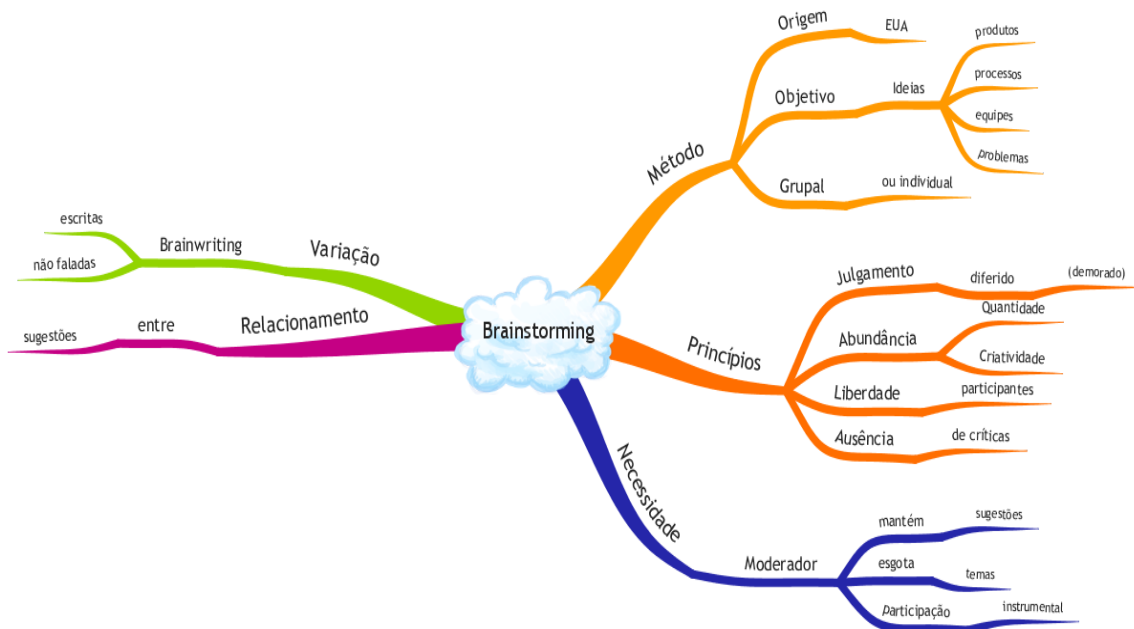 Brainstorming
Método
Origem
EUA
Objetivo
Ideias
produtos
processos
equipes
problemas
Grupal
ou individual
Princípios
Julgamento
diferido
(demorado)
Abundância
Quantidade
Criatividade
Liberdade
participantes
Ausência
de críticas
Necessidade
Moderador
mantém
sugestões
esgota
temas
participação
instrumental
Relacionamento
entre
sugestões
Variação
Brainwriting
escritas
não faladas